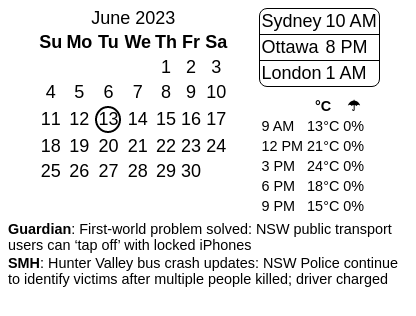 June 2023
Su Mo Tu We Th Fr Sa
1 2 3
4 5 6 7 8 9 10
11 12 13 14 15 16 17
18 19 20 21 22 23 24
25 26 27 28 29 30
Sydney 10 AM
Ottawa 8 PM
London 1 AM
°C ☂
9 AM 13°C 0%
12 PM 21°C 0%
3 PM 24°C 0%
6 PM 18°C 0%
9 PM 15°C 0%
Guardian: First-world problem solved: NSW public transport
users can ‘tap off’ with locked iPhones
SMH: Hunter Valley bus crash updates: NSW Police continue
to identify victims after multiple people killed; driver charged